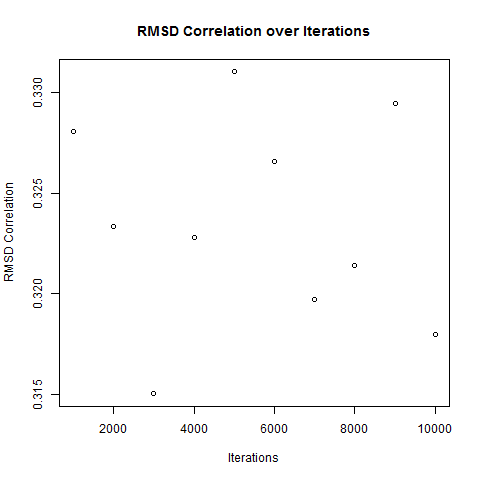 RMSD Correlation over Iterations
RMSD Correlation
0.330
0.325
0.320
0.315
2000 4000 6000 8000 10000
Iterations